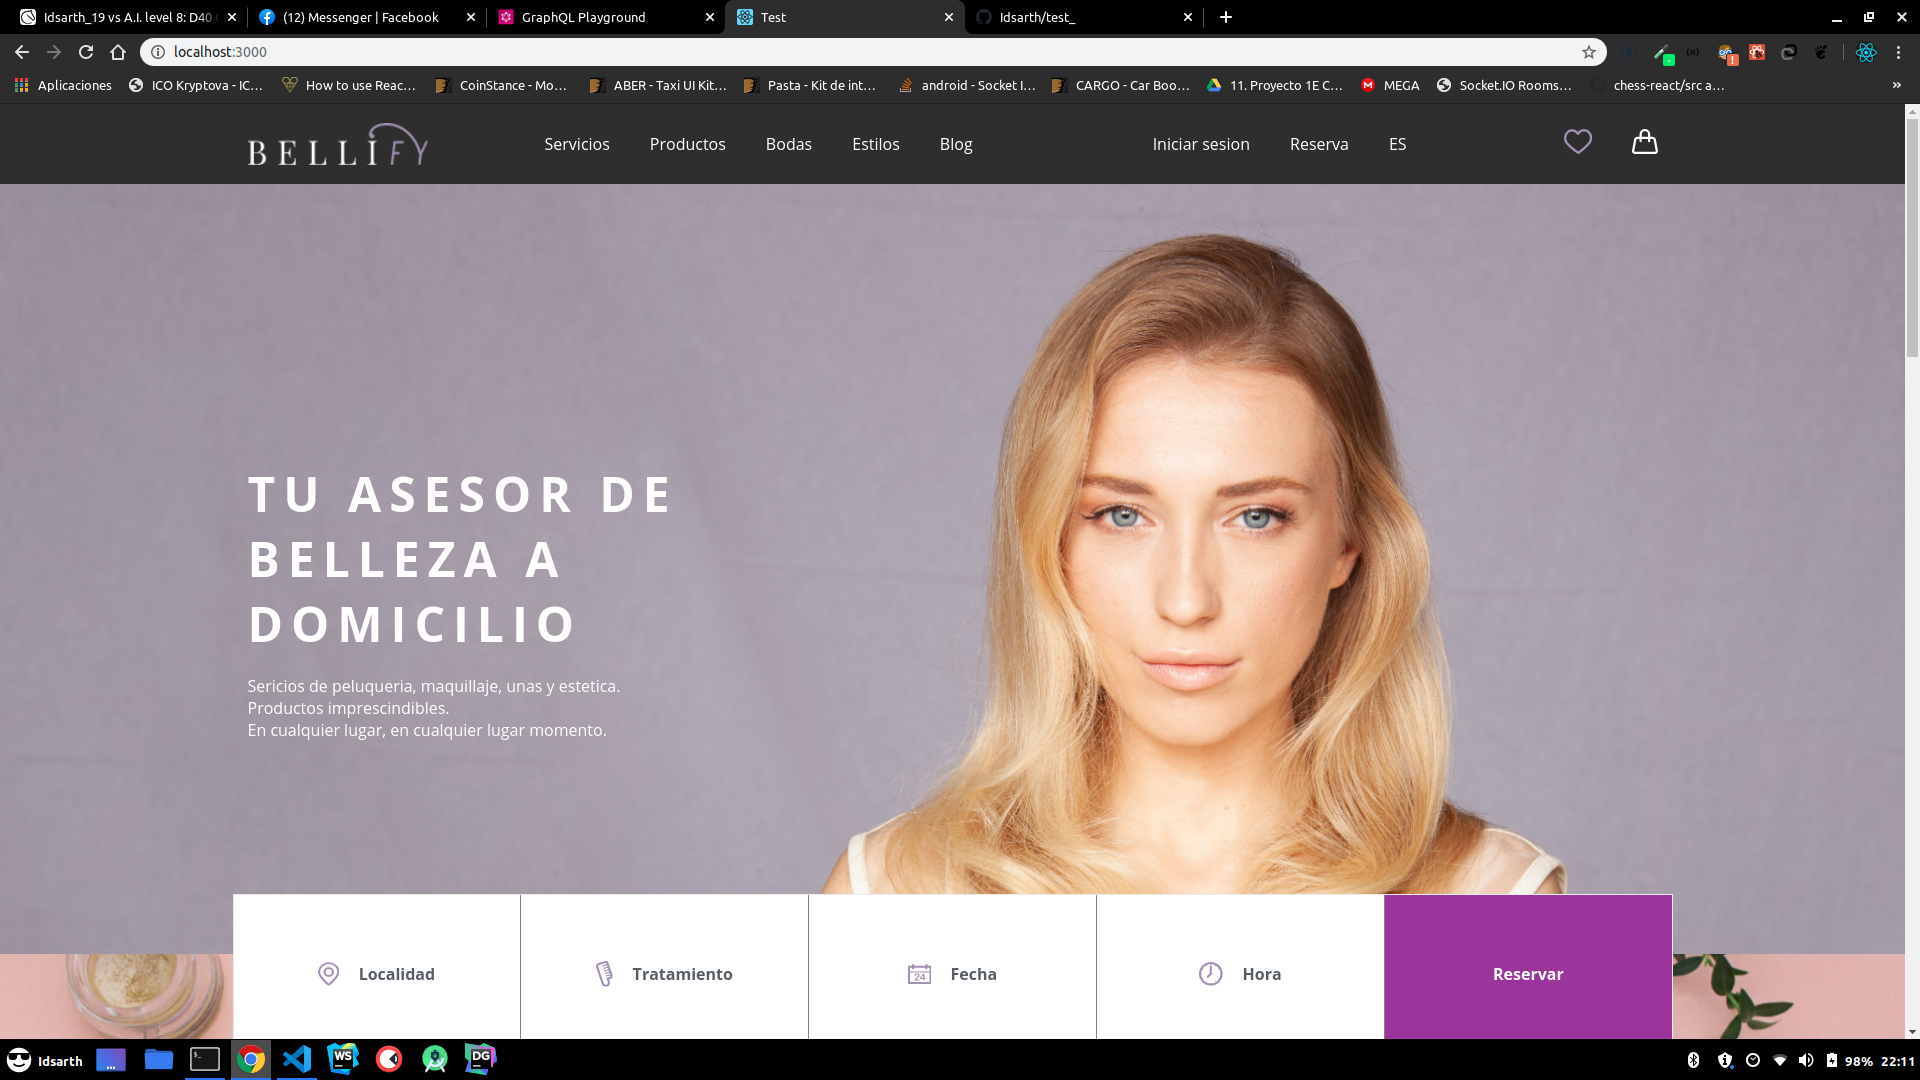 Idsarth_19 vs A.I. level 8: D40
(12) Messenger | Facebook
GraphQL Playground
Test
Idsarth/test_
localhost:3000
Aplicaciones
ICO Kryptova - IC...
How to use Reac...
CoinStance - Mo...
ABER - Taxi UI Kit...
Pasta - Kit de int...
android - Socket I...
CARGO - Car Boo...
11. Proyecto 1E C...
MEGA
Socket.IO Rooms...
chess-react/src a...
»
BELLIFY
Servicios
Productos
Bodas
Estilos
Blog
Iniciar sesion
Reserva
ES
TU ASESOR DE
BELLEZA A
DOMICILIO
Sericios de peluqueria, maquillaje, unas y estetica.
Productos imprescindibles.
En cualquier lugar, en cualquier lugar momento.
Localidad
Tratamiento
24
Fecha
Hora
Reservar
Idsarth
WS
DG
98%
22:11